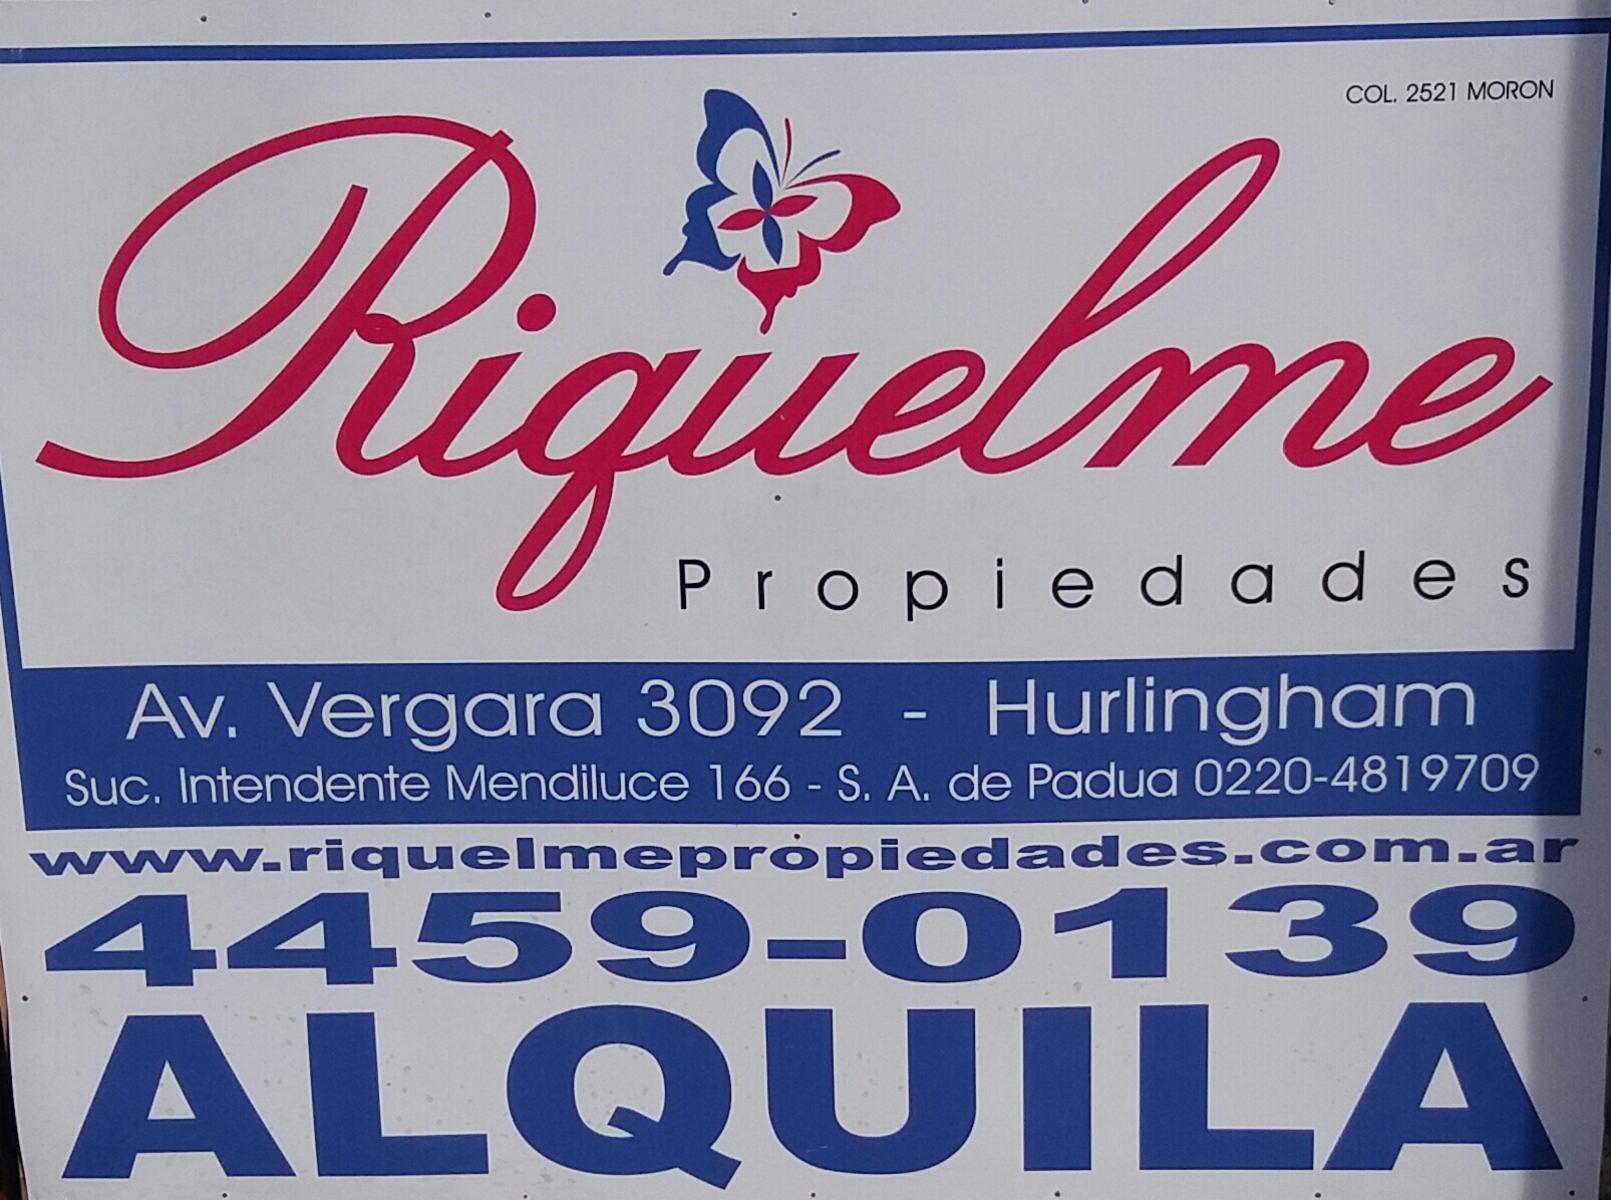 COL. 2521 MORON
Riquelme
Propiedades
Av. Vergara 3092 - Hurlingham
Suc. Intendente Mendiluce 166 - S. A. de Padua 0220-4819709
www.riquelmepropiedades.com.ar
4459-0139
ALQUILA